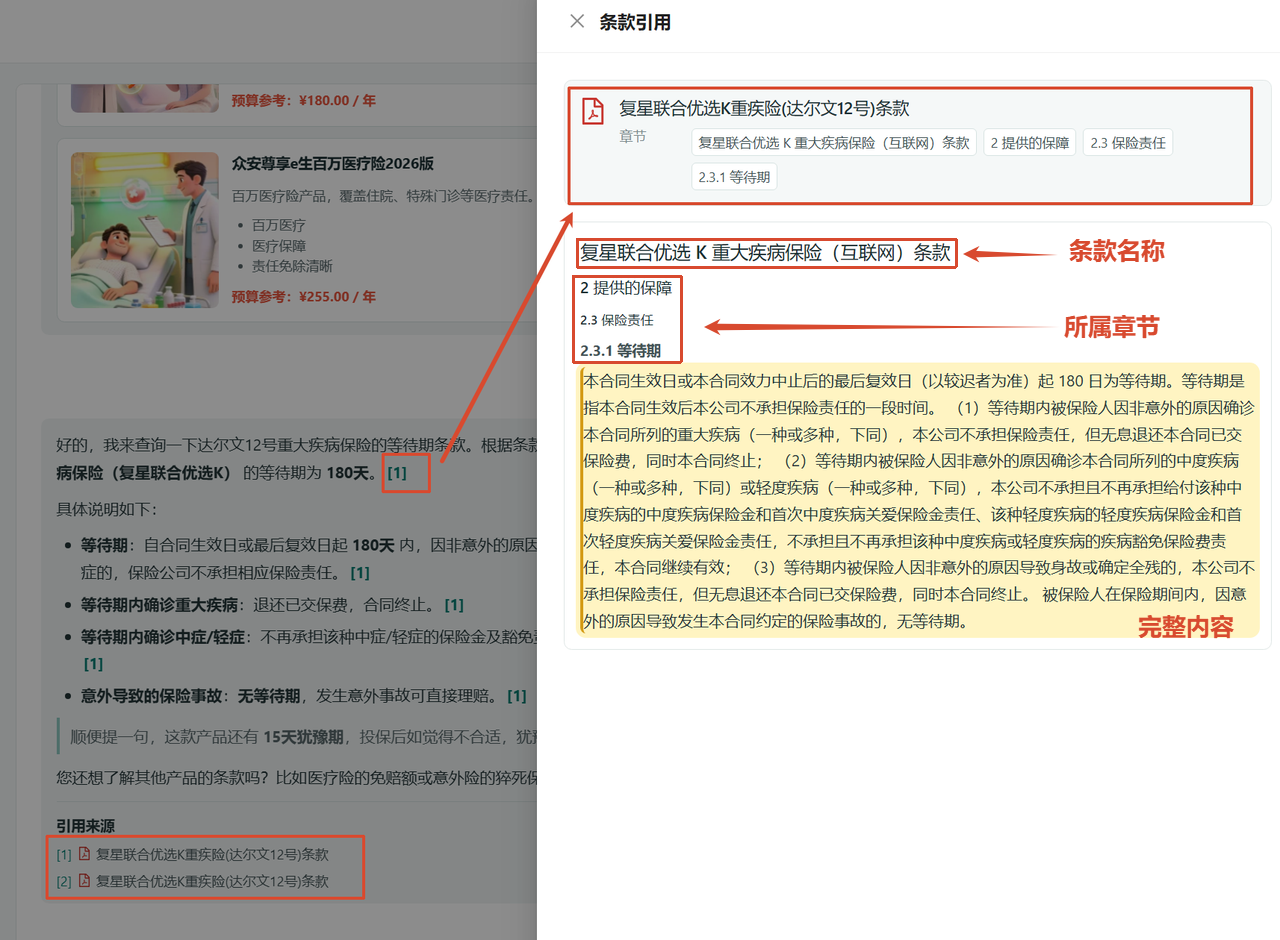 预算参考：¥180.00 / 年
众安尊享e生百万医疗险2026版
百万医疗险产品，覆盖住院、特殊门诊等医疗责任。
百万医疗
医疗保障
责任免除清晰
预算参考：¥255.00 / 年
好的，我来查询一下达尔文12号重大疾病保险的等待期条款。根据条款
病保险（复星联合优选K） 的等待期为 180天。[1]
具体说明如下：
等待期：自合同生效日或最后复效日起 180天 内，因非意外的原因
症的，保险公司不承担相应保险责任。[1]
等待期内确诊重大疾病：退还已交保费，合同终止。[1]
等待期内确诊中症/轻症：不再承担该种中症/轻症的保险金及豁免
[1]
意外导致的保险事故：无等待期，发生意外事故可直接理赔。[1]
顺便提一句，这款产品还有 15天犹豫期，投保后如觉得不合适，犹
您还想了解其他产品的条款吗？比如医疗险的免赔额或意外险的猝死保
引用来源
[1] 复星联合优选K重疾险(达尔文12号)条款
[2] 复星联合优选K重疾险(达尔文12号)条款
条款引用
复星联合优选K重疾险(达尔文12号)条款
章节 复星联合优选 K 重大疾病保险（互联网）条款 2 提供的保障 2.3 保险责任
2.3.1 等待期
复星联合优选 K 重大疾病保险（互联网）条款
条款名称
2 提供的保障
2.3 保险责任
所属章节
2.3.1 等待期
本合同生效日或本合同效力中止后的最后复效日（以较迟者为准）起 180 日为等待期。等待期是
指本合同生效后本公司不承担保险责任的一段时间。 （1）等待期内被保险人因非意外的原因确诊
本合同所列的重大疾病（一种或多种，下同），本公司不承担保险责任，但无息退还本合同已交
保险费，同时本合同终止； （2）等待期内被保险人因非意外的原因确诊本合同所列的中度疾病
（一种或多种，下同）或轻度疾病（一种或多种，下同），本公司不承担且不再承担给付该种中
度疾病的中度疾病保险金和首次中度疾病关爱保险金责任、该种轻度疾病的轻度疾病保险金和首
次轻度疾病关爱保险金责任，不承担且不再承担该种中度疾病或轻度疾病的疾病豁免保险费责
任，本合同继续有效； （3）等待期内被保险人因非意外的原因导致身故或确定全残的，本公司不
承担保险责任，但无息退还本合同已交保险费，同时本合同终止。 被保险人在保险期间内，因意
外的原因导致发生本合同约定的保险事故的，无等待期。
完整内容